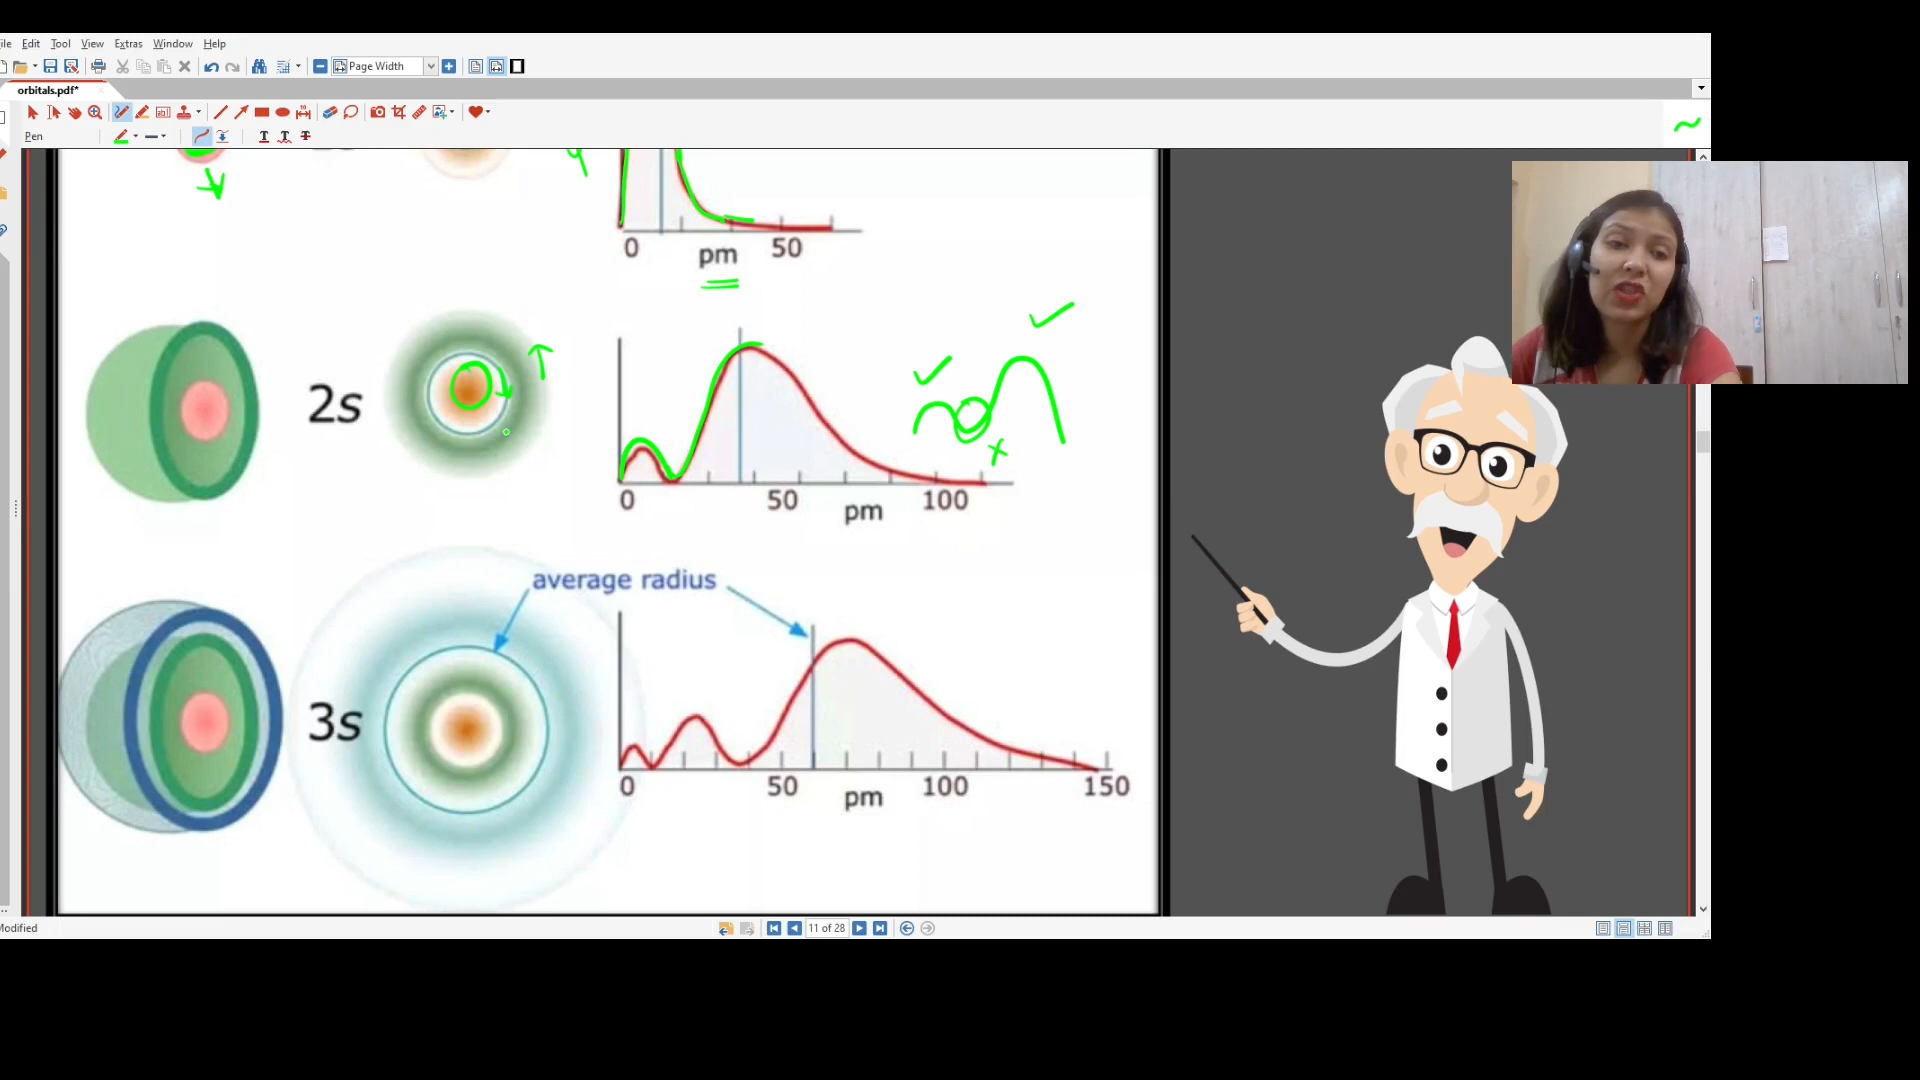 ile Edit Tool View Extras Window Help
Page Width
orbitals.pdf*
Pen
0 50
pm
2s
0 50 100
pm
average radius
3s
0 50 100 150
pm
Modified
11 of 28